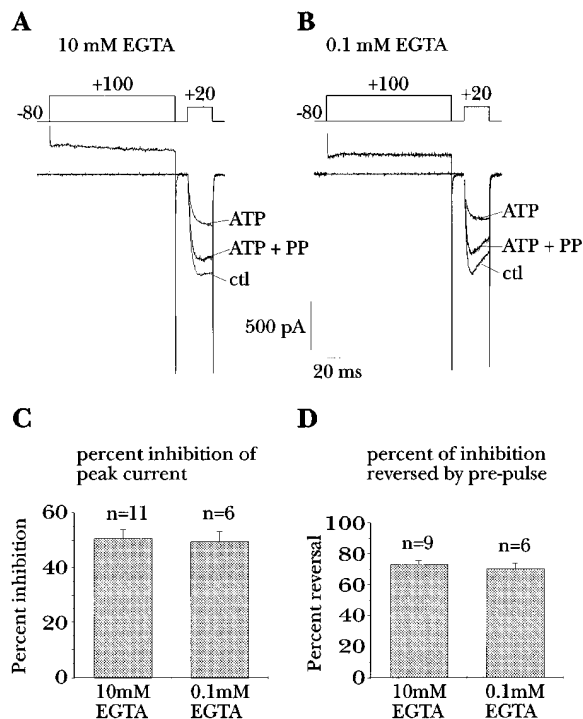 A
10 mM EGTA
+100
+20
-80
ATP
ATP + PP
ctl
B
0.1 mM EGTA
+100
+20
-80
ATP
ATP + PP
ctl
500 pA
20 ms
C
percent inhibition of
peak current
Percent inhibition
60
40
20
0
n=11
n=6
10mM
EGTA
0.1mM
EGTA
D
percent of inhibition
reversed by pre-pulse
Percent reversal
100
80
60
40
20
0
n=9
n=6
10mM
EGTA
0.1mM
EGTA